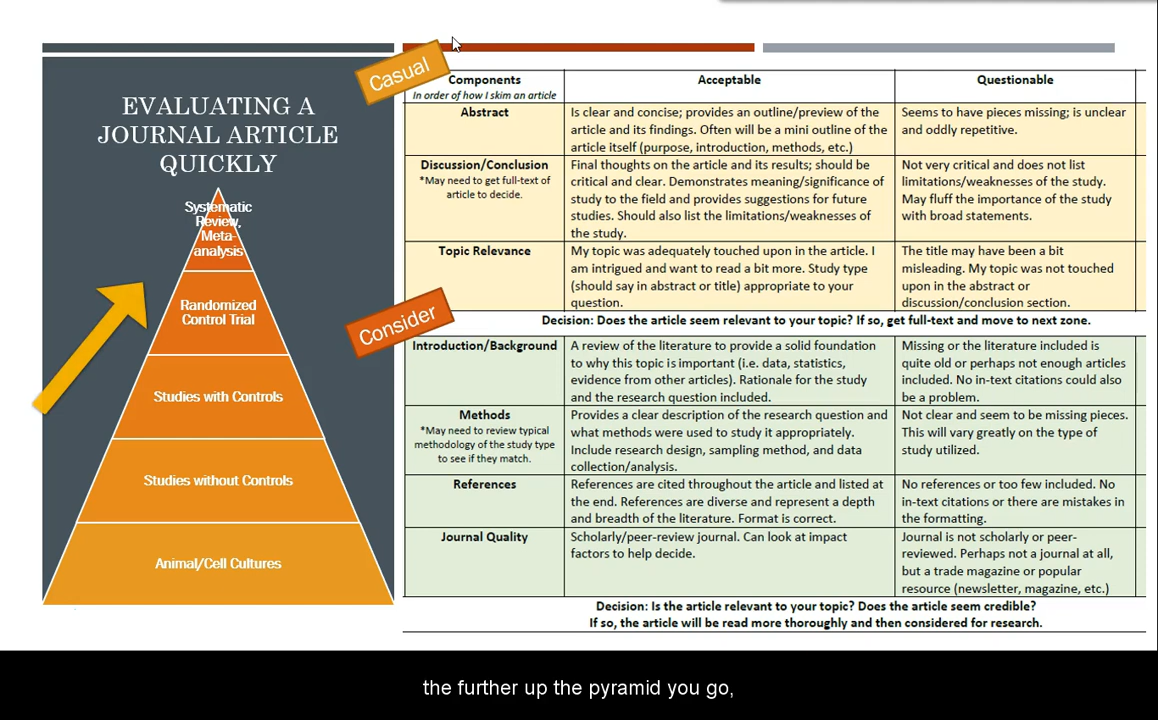 EVALUATING A
JOURNAL ARTICLE
QUICKLY
Systematic
Review,
Meta-
analysis
Randomized
Control Trial
Studies with Controls
Studies without Controls
Animal/Cell Cultures
Casual
Components
In order of how I skim an article
Acceptable
Questionable
Abstract
Is clear and concise; provides an outline/preview of the
article and its findings. Often will be a mini outline of the
article itself (purpose, introduction, methods, etc.)
Seems to have pieces missing; is unclear
and oddly repetitive.
Discussion/Conclusion
*May need to get full-text of
article to decide.
Final thoughts on the article and its results; should be
critical and clear. Demonstrates meaning/significance of
study to the field and provides suggestions for future
studies. Should also list the limitations/weaknesses of
the study.
Not very critical and does not list
limitations/weaknesses of the study.
May fluff the importance of the study
with broad statements.
Topic Relevance
My topic was adequately touched upon in the article. I
am intrigued and want to read a bit more. Study type
(should say in abstract or title) appropriate to your
question.
The title may have been a bit
misleading. My topic was not touched
upon in the abstract or
discussion/conclusion section.
Decision: Does the article seem relevant to your topic? If so, get full-text and move to next zone.
Consider
Introduction/Background
A review of the literature to provide a solid foundation
to why this topic is important (i.e. data, statistics,
evidence from other articles). Rationale for the study
and the research question included.
Missing or the literature included is
quite old or perhaps not enough articles
included. No in-text citations could also
be a problem.
Methods
*May need to review typical
methodology of the study type
to see if they match.
Provides a clear description of the research question and
what methods were used to study it appropriately.
Include research design, sampling method, and data
collection/analysis.
Not clear and seem to be missing pieces.
This will vary greatly on the type of
study utilized.
References
References are cited throughout the article and listed at
the end. References are diverse and represent a depth
and breadth of the literature. Format is correct.
No references or too few included. No
in-text citations or there are mistakes in
the formatting.
Journal Quality
Scholarly/peer-review journal. Can look at impact
factors to help decide.
Journal is not scholarly or peer-
reviewed. Perhaps not a journal at all,
but a trade magazine or popular
resource (newsletter, magazine, etc.)
Decision: Is the article relevant to your topic? Does the article seem credible?
If so, the article will be read more thoroughly and then considered for research.
the further up the pyramid you go,